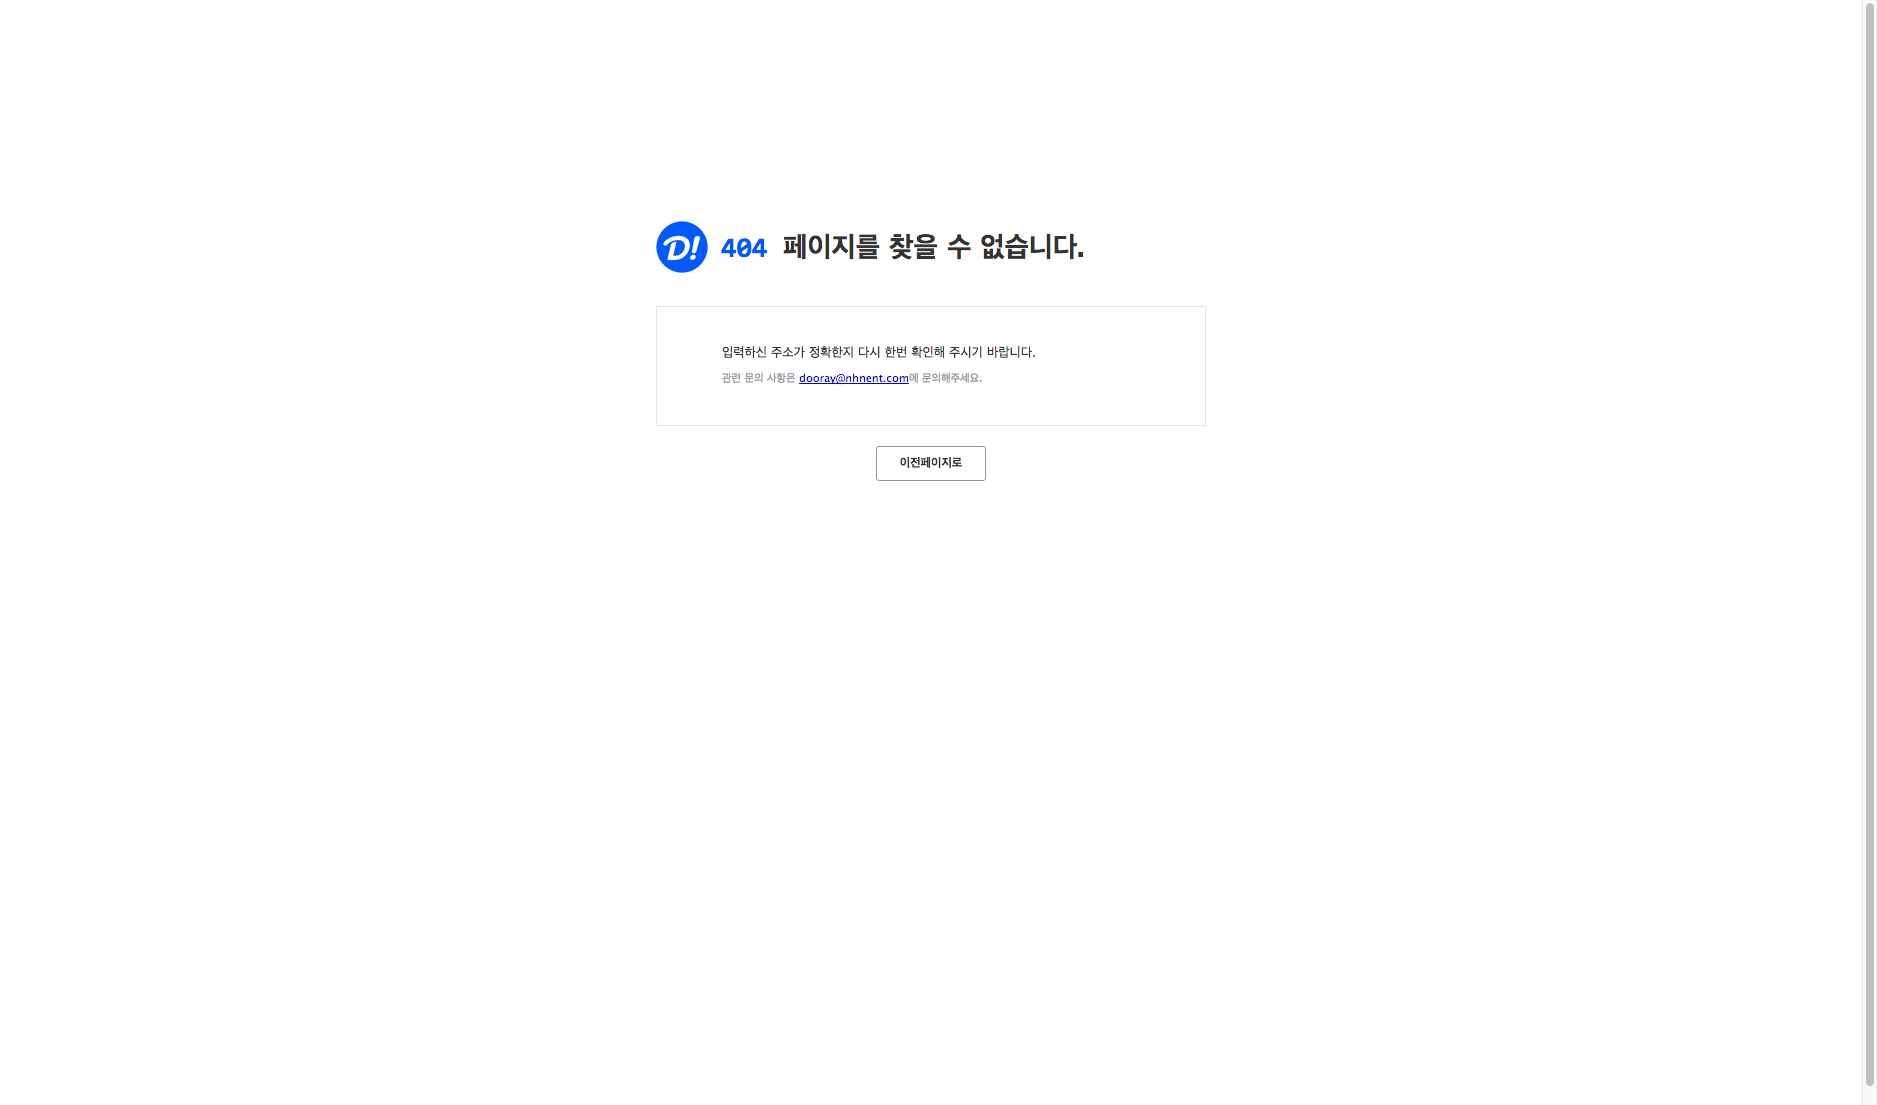 D! 404 페이지를 찾을 수 없습니다.
입력하신 주소가 정확한지 다시 한번 확인해 주시기 바랍니다.
관련 문의 사항은 dooray@nhnent.com에 문의해주세요.
이전페이지로